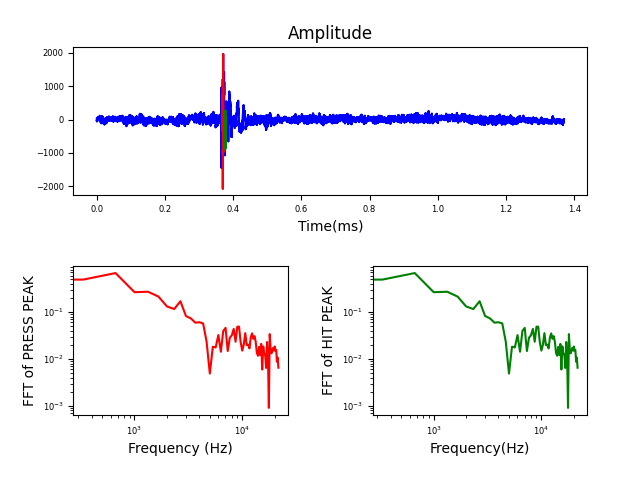 Amplitude
2000
1000
0
−1000
−2000
0.0 0.2 0.4 0.6 0.8 1.0 1.2 1.4
Time(ms)
FFT of PRESS PEAK
10⁻¹
10⁻²
10⁻³
10³ 10⁴
Frequency (Hz)
FFT of HIT PEAK
10⁻¹
10⁻²
10⁻³
10³ 10⁴
Frequency(Hz)